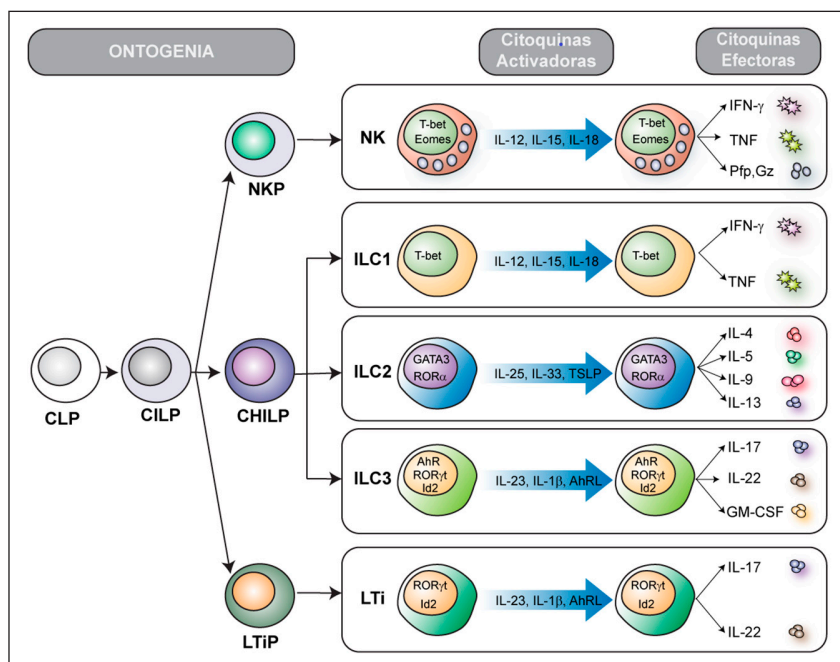 ONTOGENIA
Citoquinas
Activadoras
Citoquinas
Efectoras
NKP
NK
T-bet
Eomes
IL-12, IL-15, IL-18
T-bet
Eomes
IFN-γ
TNF
Pfp,Gz
ILC1
T-bet
IL-12, IL-15, IL-18
T-bet
IFN-γ
TNF
CLP
CILP
CHILP
ILC2
GATA3
RORα
IL-25, IL-33, TSLP
GATA3
RORα
IL-4
IL-5
IL-9
IL-13
ILC3
AhR
RORγt
Id2
IL-23, IL-1β, AhRL
AhR
RORγt
Id2
IL-17
IL-22
GM-CSF
LTiP
LTi
RORγt
Id2
IL-23, IL-1β, AhRL
RORγt
Id2
IL-17
IL-22